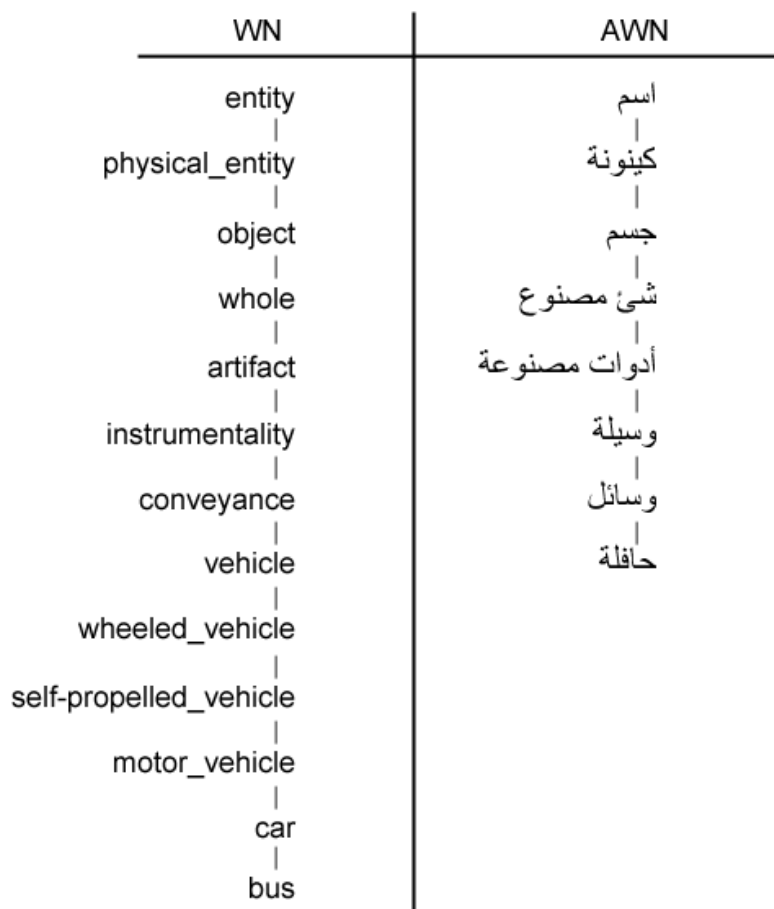 WN AWN
entity اسم
physical_entity كينونة
object جسم
whole شئ مصنوع
artifact أدوات مصنوعة
instrumentality وسيلة
conveyance وسائل
vehicle حافلة
wheeled_vehicle
self-propelled_vehicle
motor_vehicle
car
bus